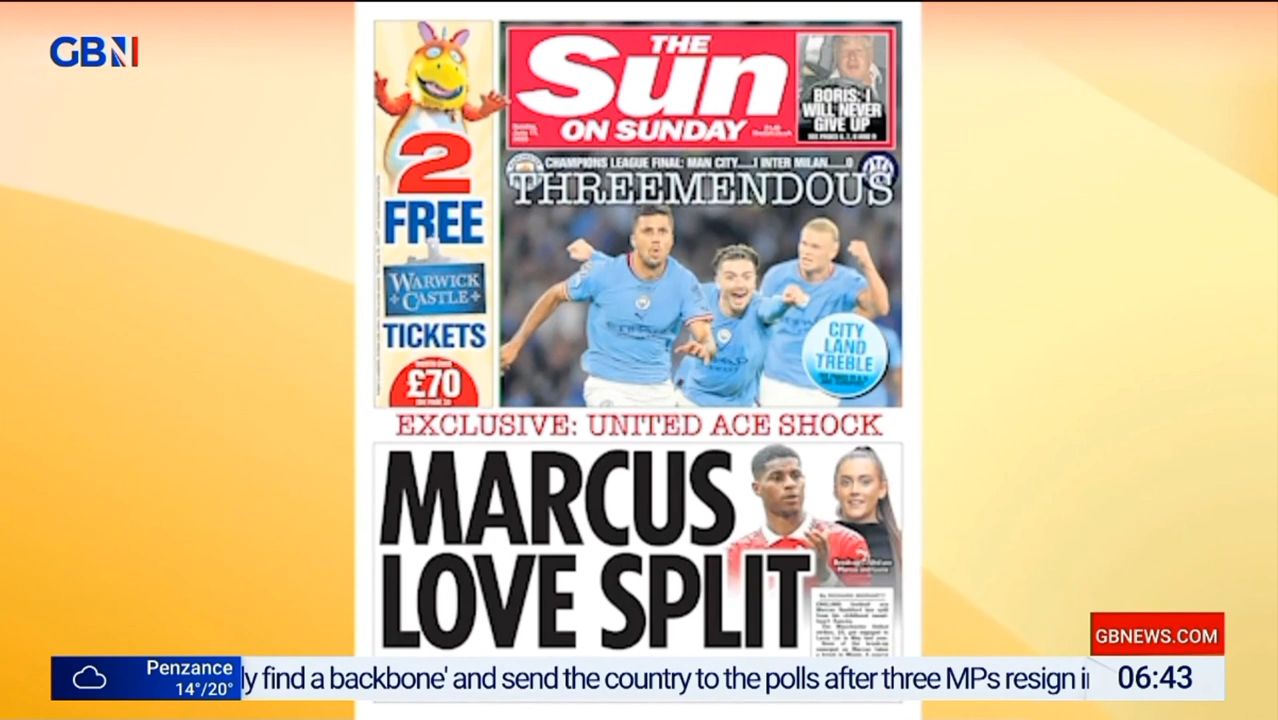 GBN
THE
Sun
ON SUNDAY
BORIS: I
WILL NEVER
GIVE UP
CHAMPIONS LEAGUE FINAL: MAN CITY....1 INTER MILAN.....0
THREEMENDOUS
2
FREE
WARWICK
CASTLE
TICKETS
£70
CITY
LAND
TREBLE
EXCLUSIVE: UNITED ACE SHOCK
MARCUS
LOVE SPLIT
GBNEWS.COM
Penzance
14°/20°
ly find a backbone' and send the country to the polls after three MPs resign i
06:43